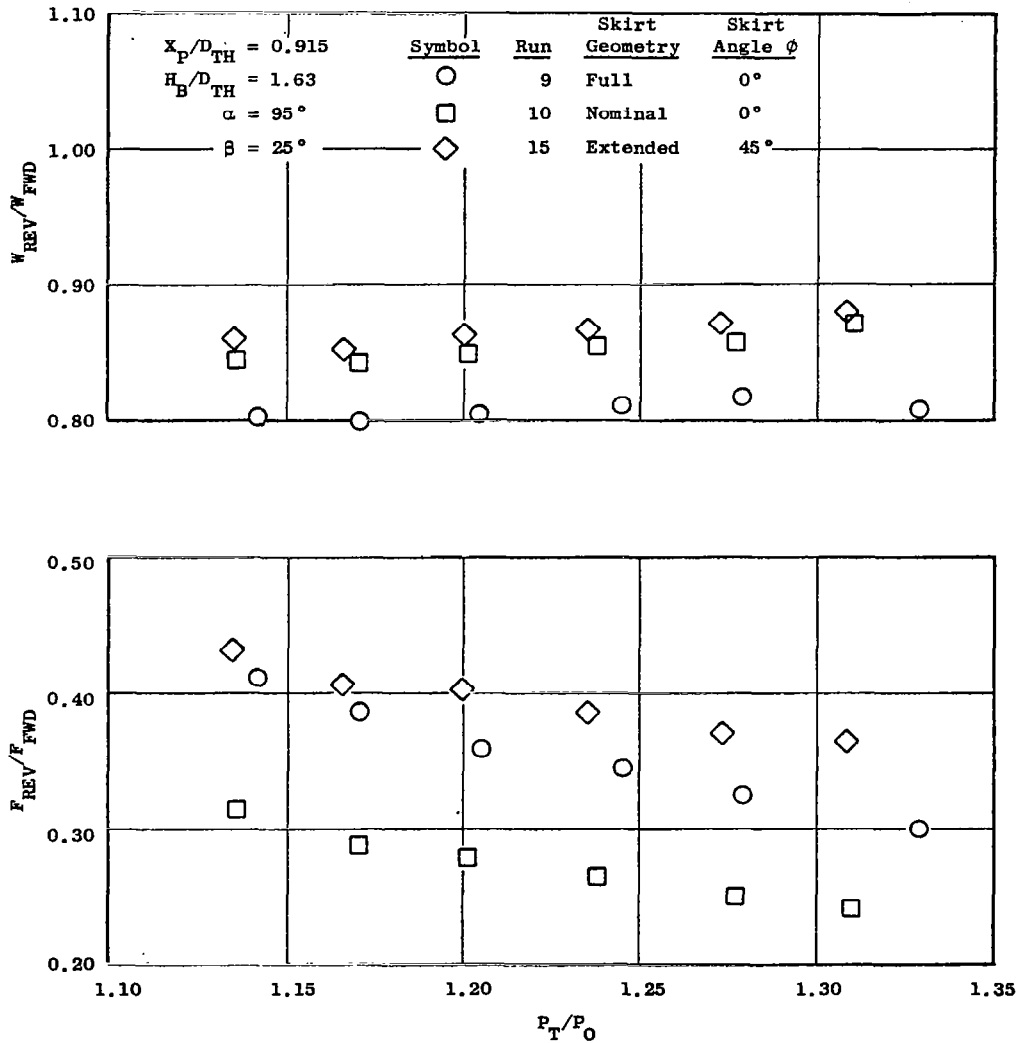 1.10
X_P/D_TH = 0.915
H_B/D_TH = 1.63
α = 95°
β = 25°
Symbol Run Skirt Geometry Skirt Angle ϕ
9 Full 0°
10 Nominal 0°
15 Extended 45°
1.00
0.90
0.80
W_REV/W_FWD
0.50
0.40
0.30
0.20
F_REV/F_FWD
1.10 1.15 1.20 1.25 1.30 1.35
P_T/P_O